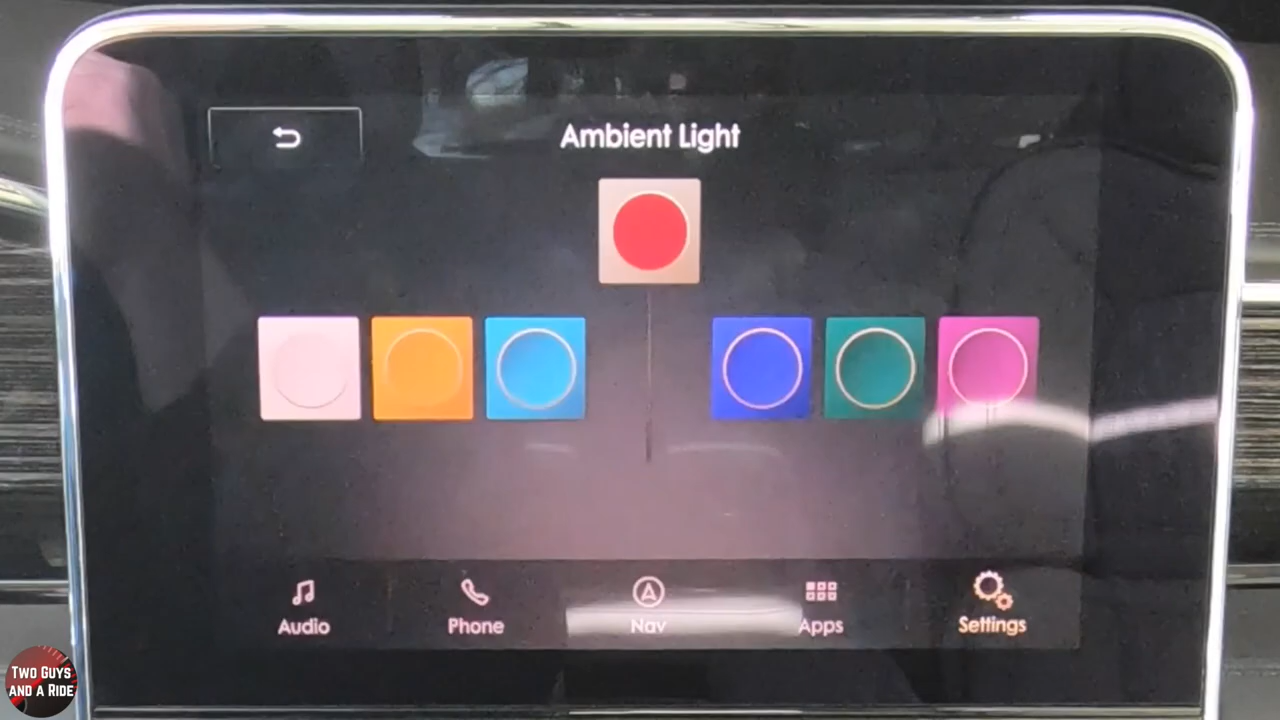 Ambient Light
Audio
Phone
Nav
Apps
Settings
TWO GUYS
AND A RIDE